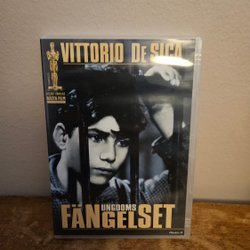 VITTORIO DE SICA
UNGDOMS
FÄNGELSET